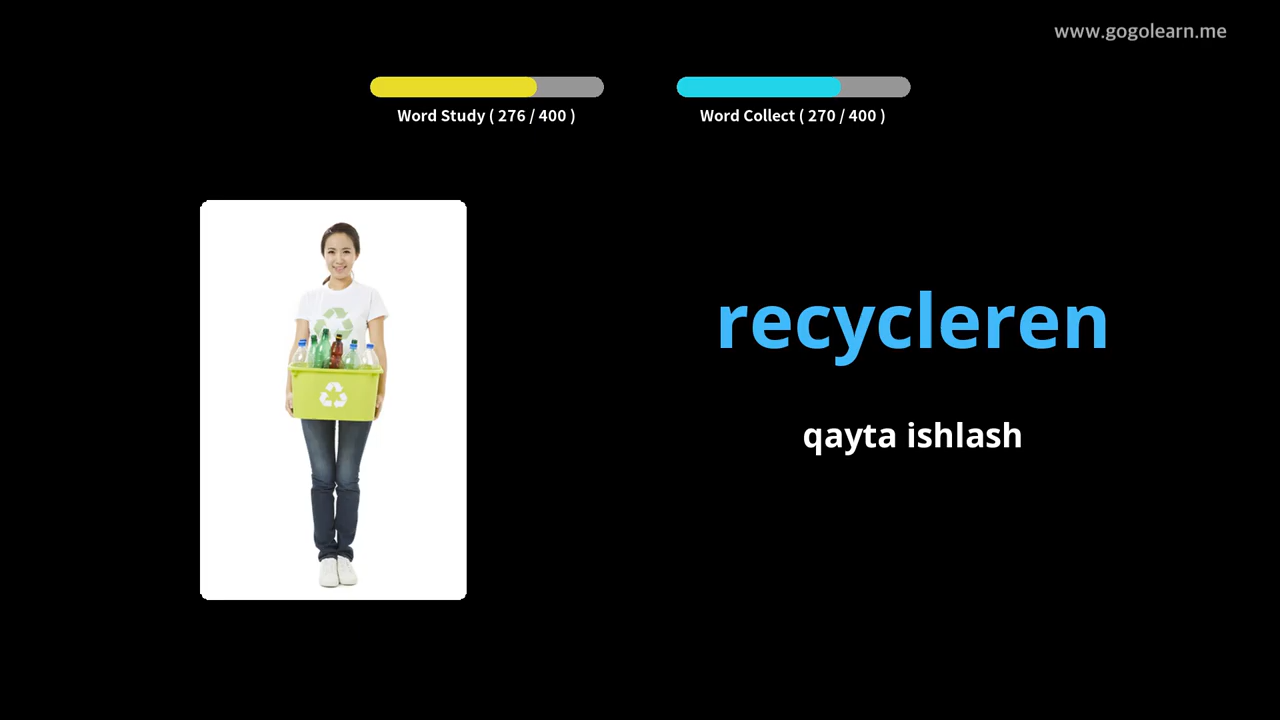 www.gogolearn.me
Word Study ( 276 / 400 )
Word Collect ( 270 / 400 )
recycleren
qayta ishlash